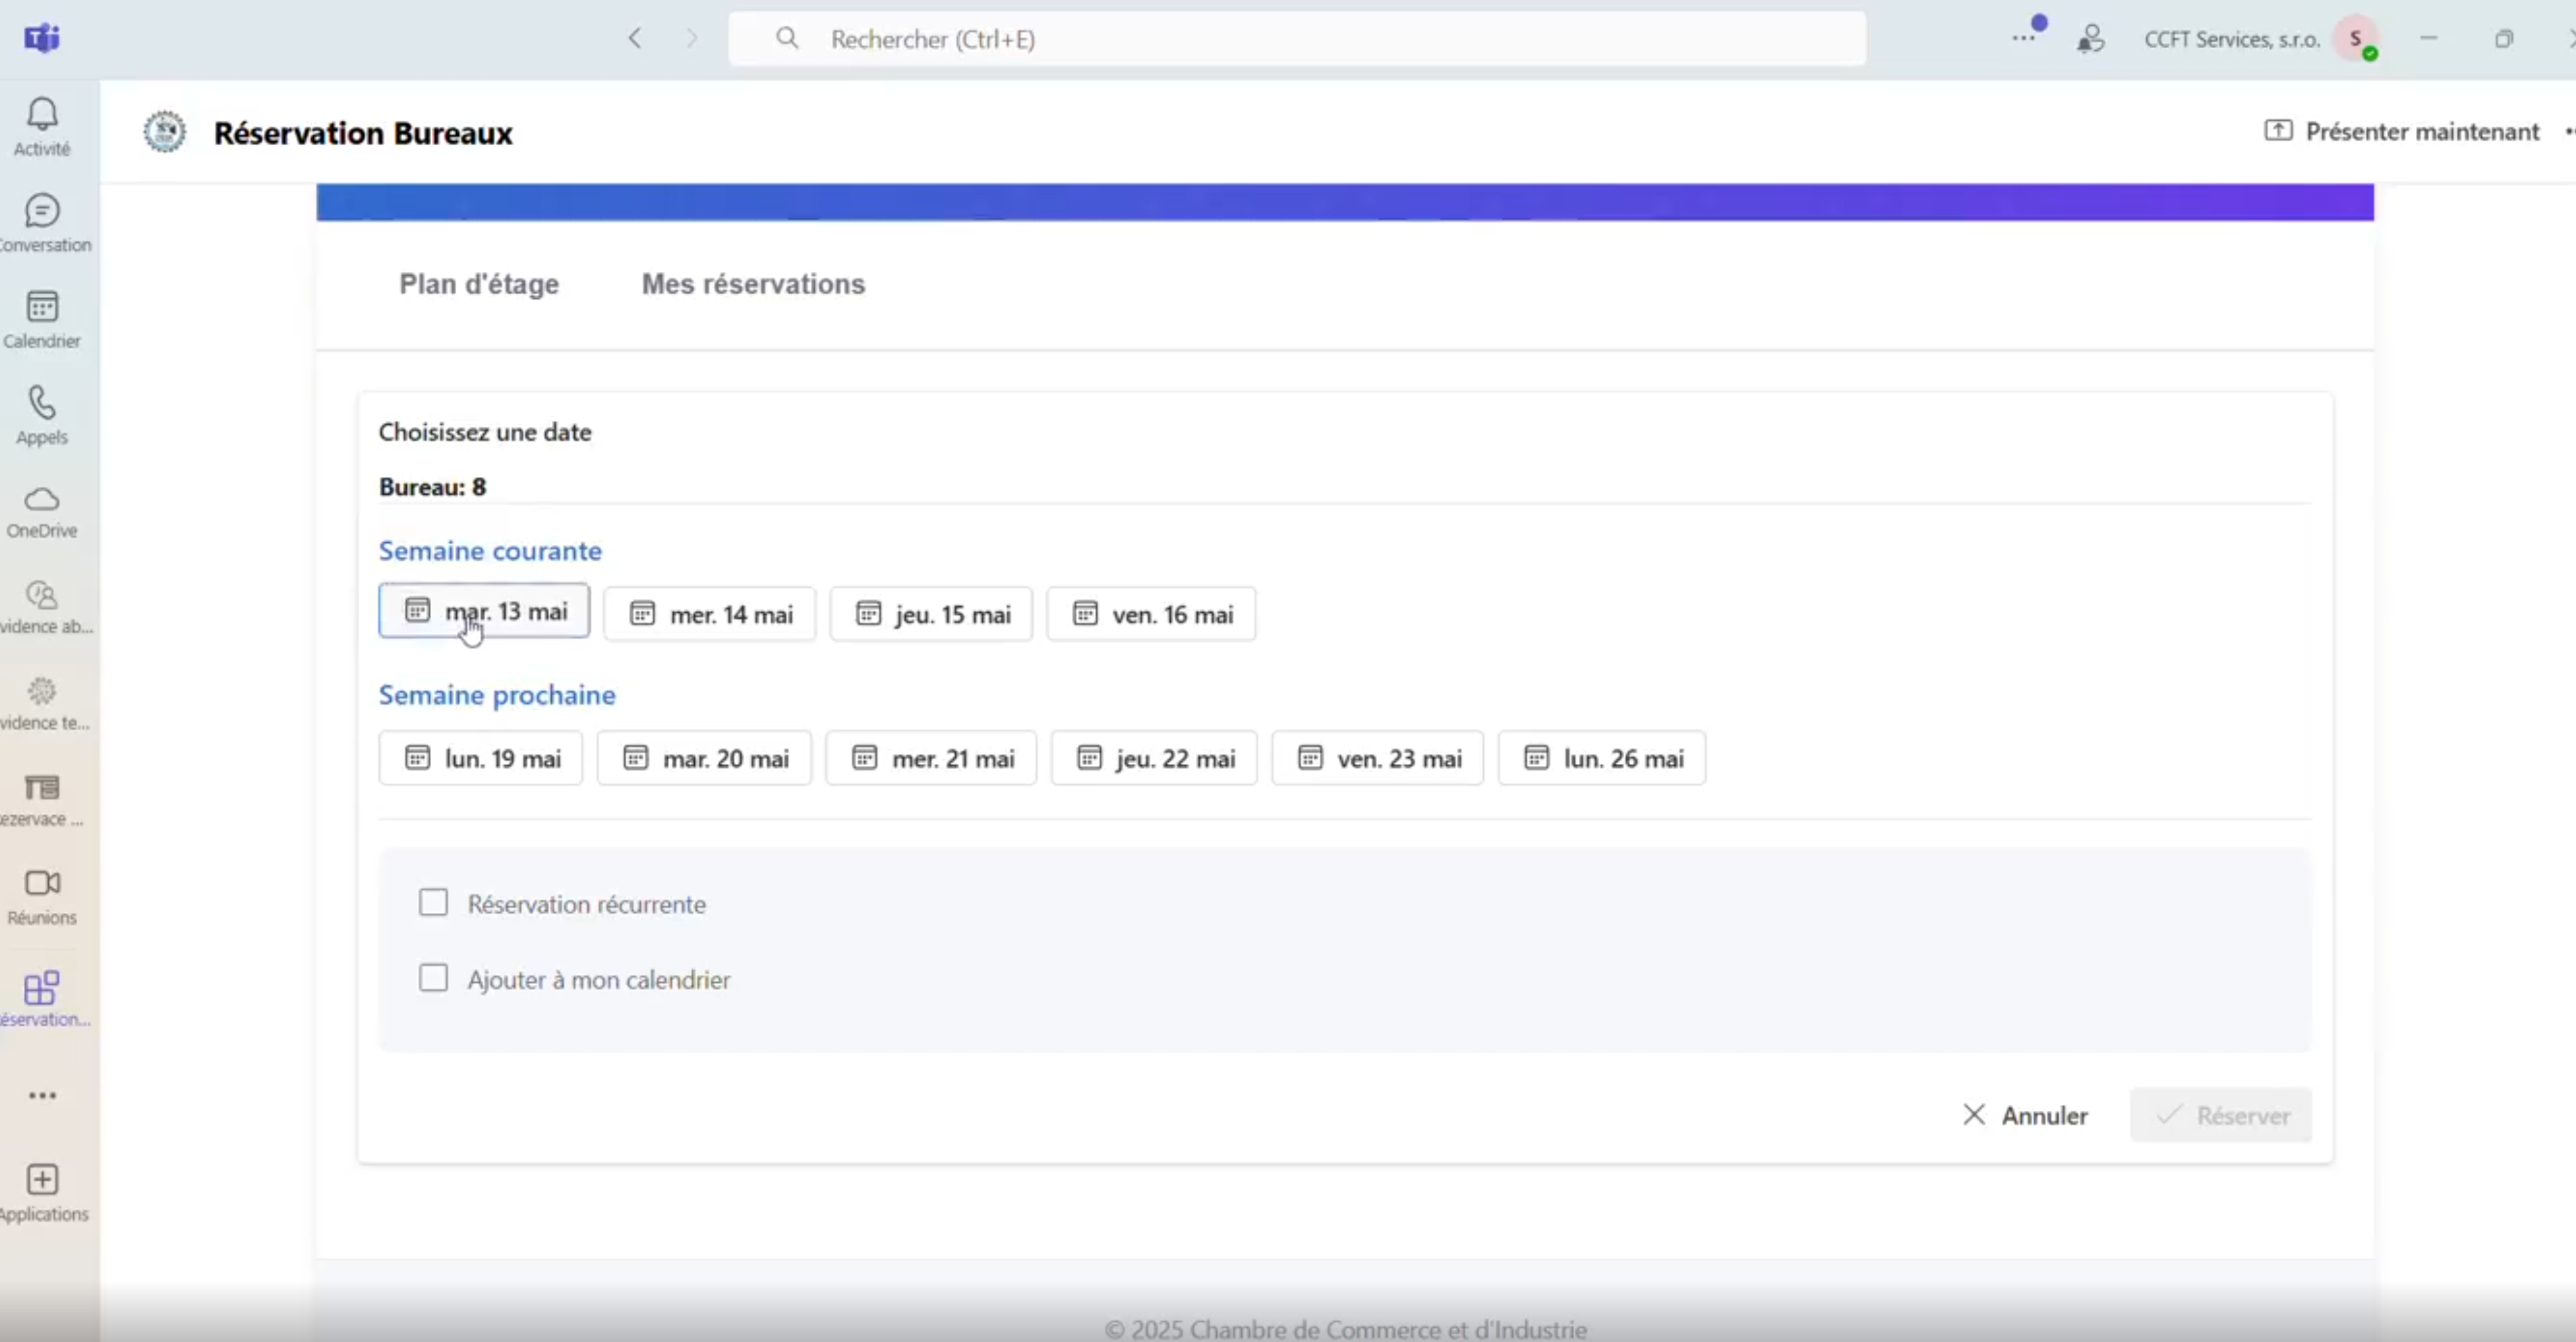 Rechercher (Ctrl+E)
CCFT Services, s.r.o.
S
Activité
Réservation Bureaux
Présenter maintenant
onversation
Plan d'étage
Mes réservations
Calendrier
Appels
Choisissez une date
Bureau: 8
OneDrive
Semaine courante
mar. 13 mai
mer. 14 mai
jeu. 15 mai
ven. 16 mai
vidence ab...
Semaine prochaine
vidence te...
lun. 19 mai
mar. 20 mai
mer. 21 mai
jeu. 22 mai
ven. 23 mai
lun. 26 mai
ezervace ...
Réservation récurrente
Réunions
Ajouter à mon calendrier
éservation...
Annuler
Réserver
Applications
© 2025 Chambre de Commerce et d'Industrie